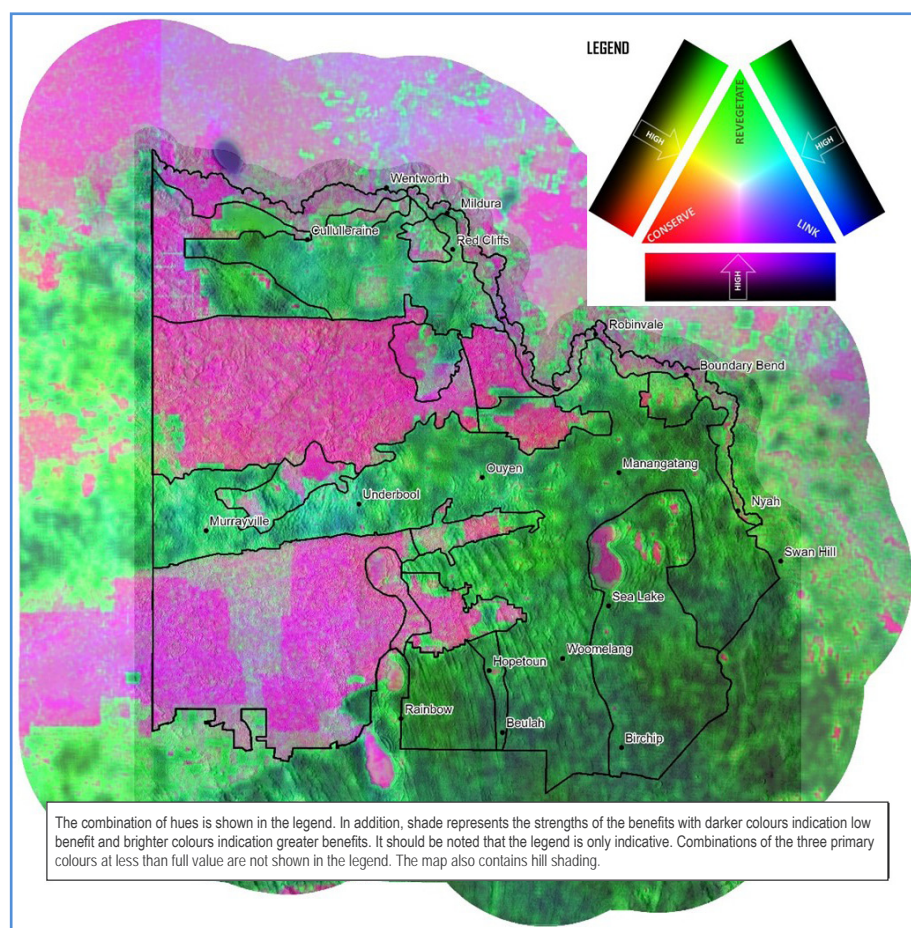 LEGEND
REVEGETATE
HIGH
HIGH
CONSERVE
LINK
HIGH
Wentworth
Mildura
Cullulleraine
Red Cliffs
Robinvale
Boundary Bend
Ouyen
Manangatang
Underbool
Nyah
Murrayville
Swan Hill
Sea Lake
Hopetoun
Woomelang
Rainbow
Beulah
Birchip
The combination of hues is shown in the legend. In addition, shade represents the strengths of the benefits with darker colours indication low
benefit and brighter colours indication greater benefits. It should be noted that the legend is only indicative. Combinations of the three primary
colours at less than full value are not shown in the legend. The map also contains hill shading.